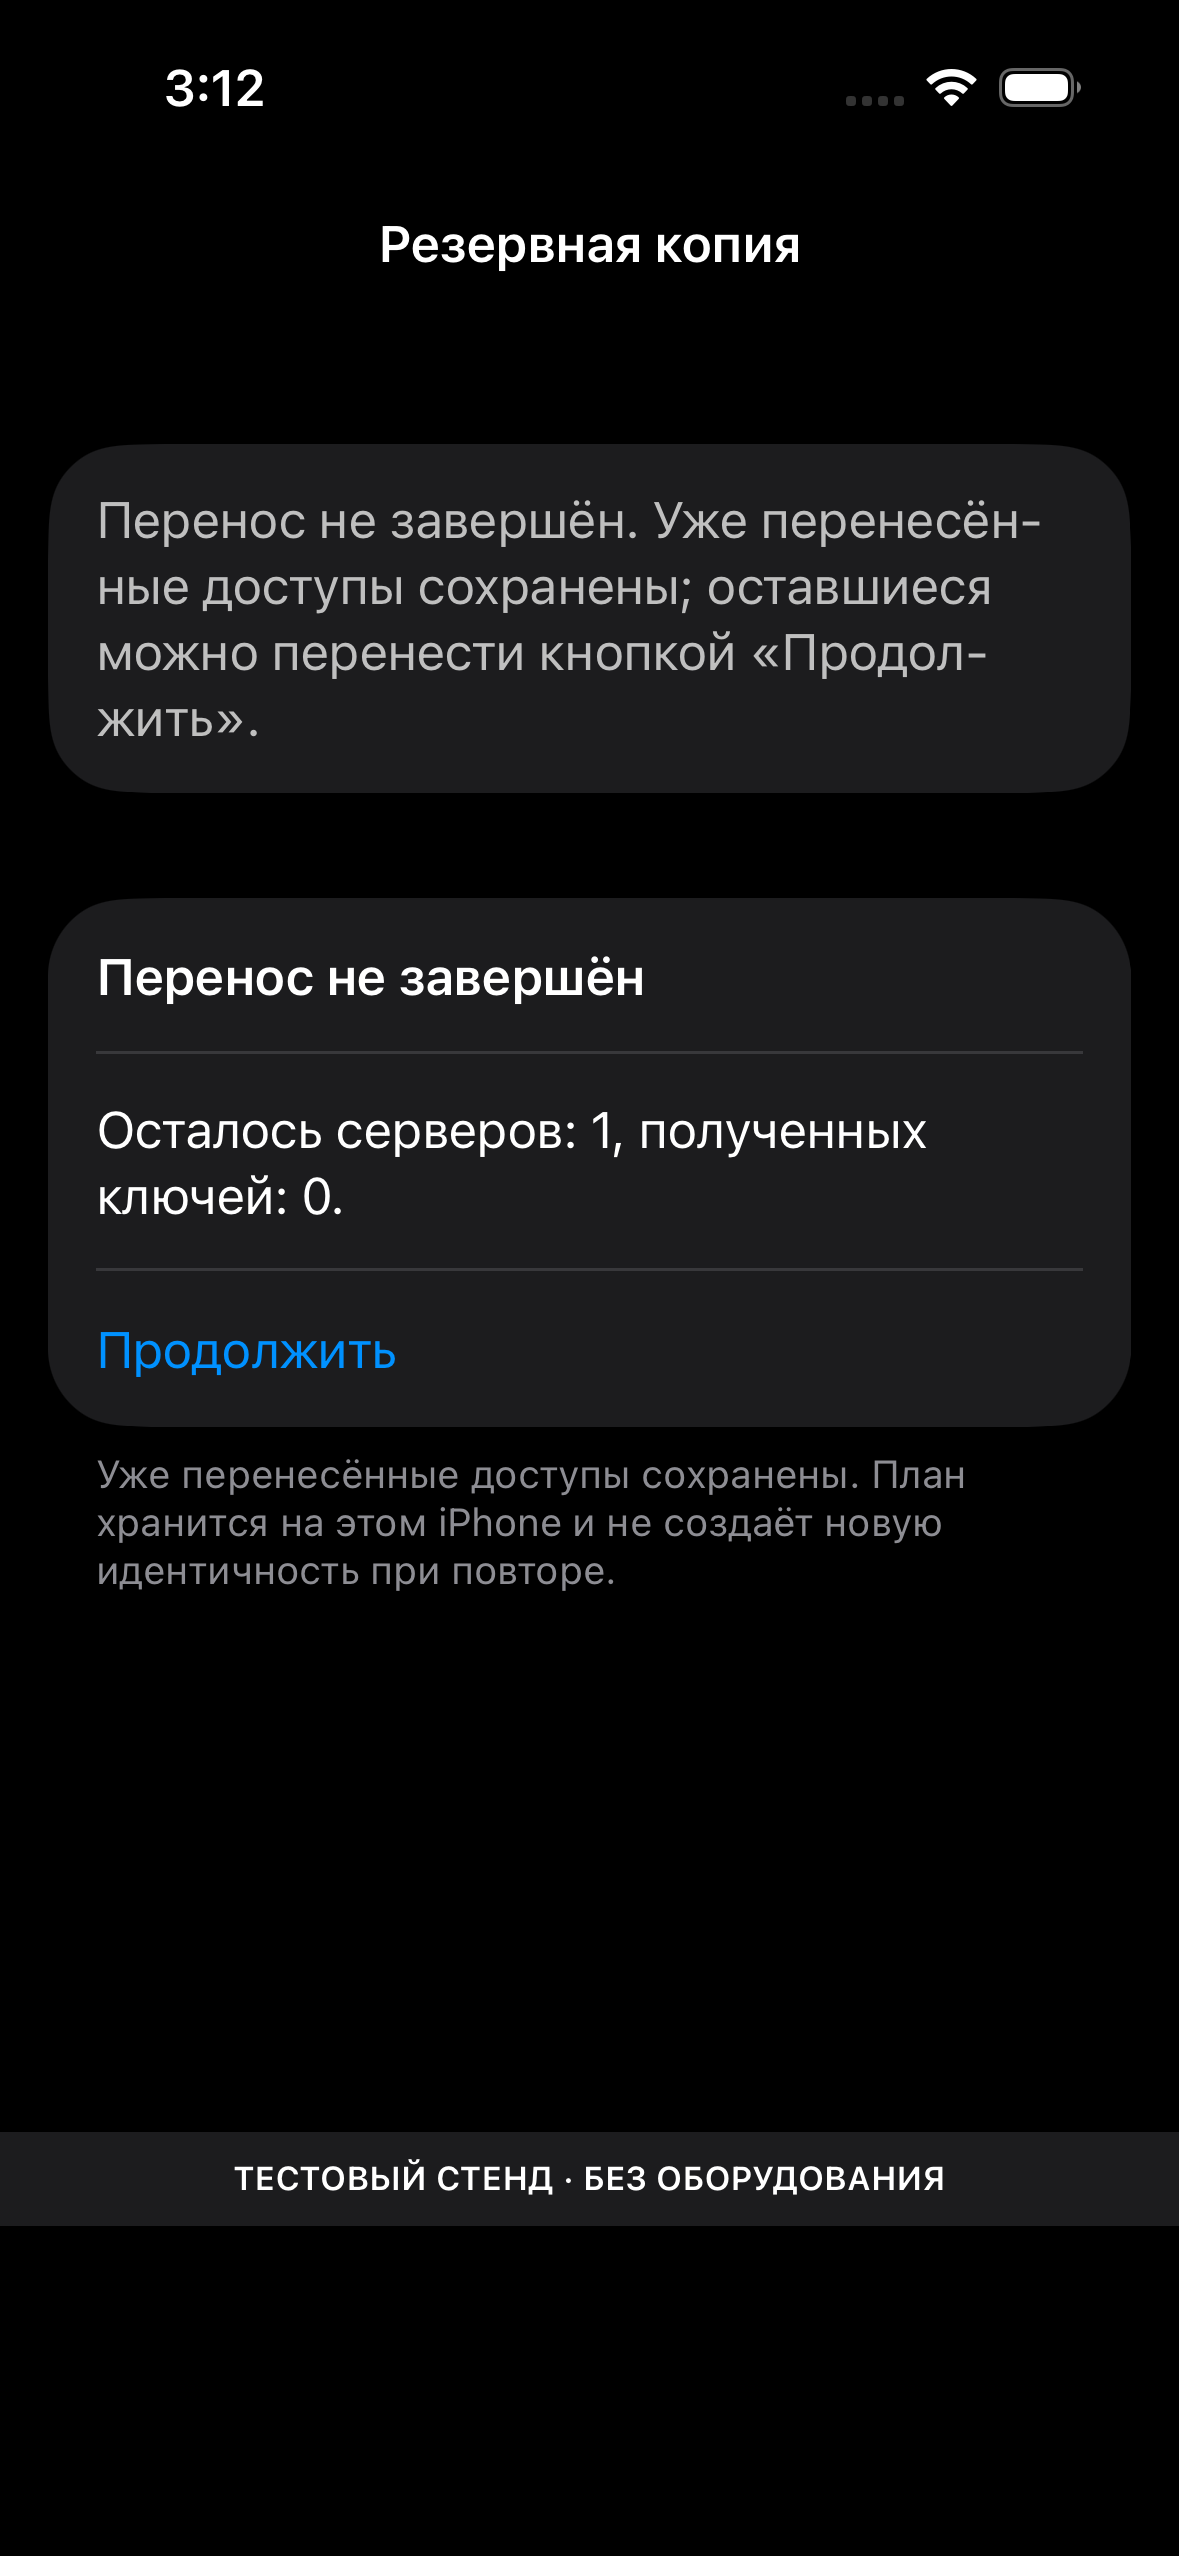 3:12
Резервная копия
Перенос не завершён. Уже перенесён-
ные доступы сохранены; оставшиеся
можно перенести кнопкой «Продол-
жить».
Перенос не завершён
Осталось серверов: 1, полученных
ключей: 0.
Продолжить
Уже перенесённые доступы сохранены. План
хранится на этом iPhone и не создаёт новую
идентичность при повторе.
ТЕСТОВЫЙ СТЕНД · БЕЗ ОБОРУДОВАНИЯ